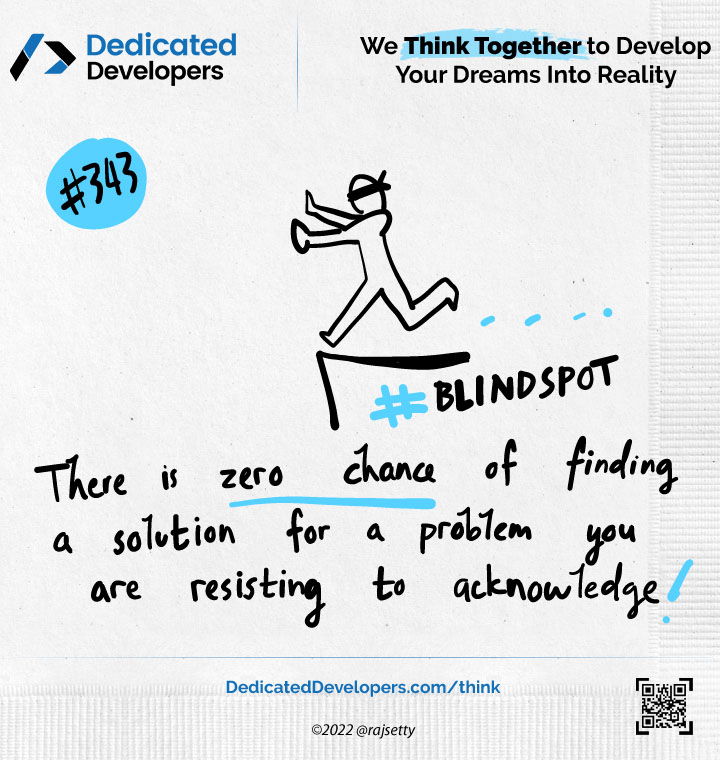 Dedicated
Developers
We Think Together to Develop
Your Dreams Into Reality
#343
#BLINDSPOT
There is zero chance of finding
a solution for a problem you
are resisting to acknowledge!
DedicatedDevelopers.com/think
©2022 @rajsetty